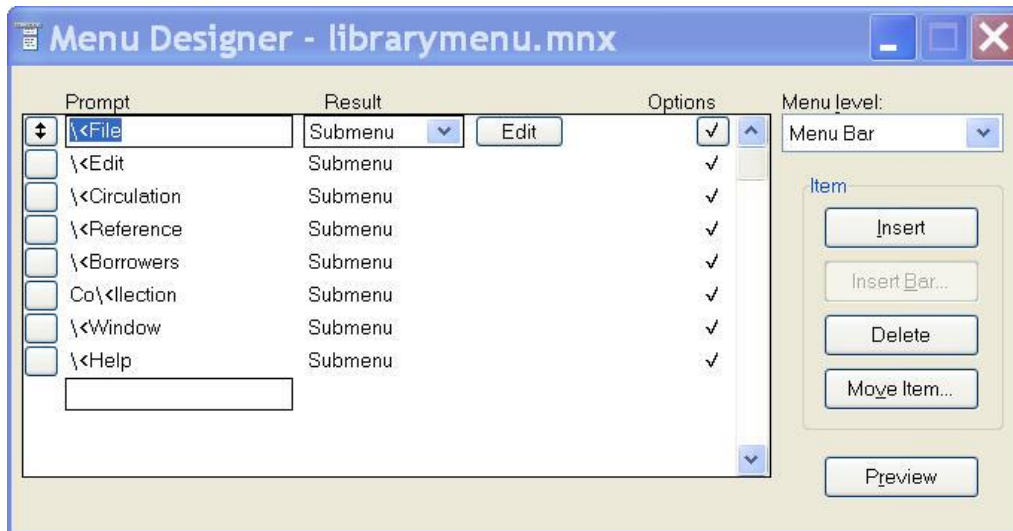 Menu Designer - librarymenu.mnx
Prompt Result Options Menu level:
\<File Submenu Edit √ Menu Bar
\<Edit Submenu √
Item
\<Circulation Submenu √
\<Reference Submenu √ Insert
\<Borrowers Submenu √
Insert Bar...
Co\<llection Submenu √
\<Window Submenu √ Delete
\<Help Submenu √
Move Item...
Preview